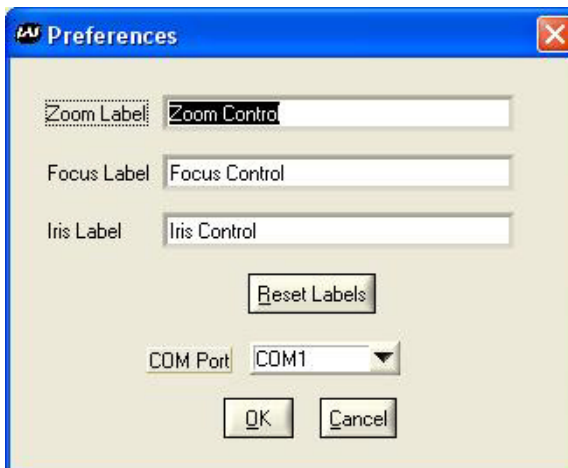 Preferences
Zoom Label Zoom Control
Focus Label Focus Control
Iris Label Iris Control
Reset Labels
COM Port COM1
OK Cancel